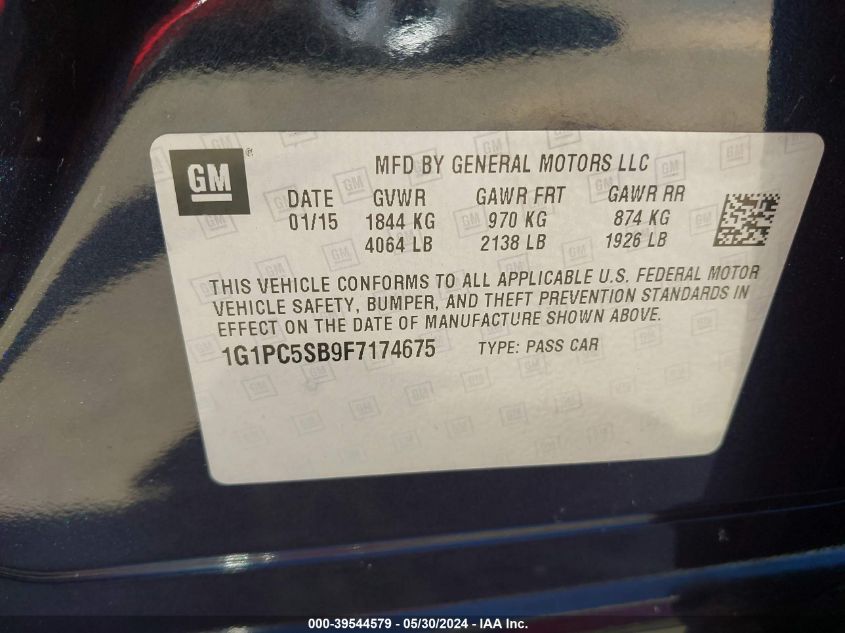 GM
MFD BY GENERAL MOTORS LLC
DATE GVWR GAWR FRT GAWR RR
01/15 1844 KG 970 KG 874 KG
4064 LB 2138 LB 1926 LB
THIS VEHICLE CONFORMS TO ALL APPLICABLE U.S. FEDERAL MOTOR
VEHICLE SAFETY, BUMPER, AND THEFT PREVENTION STANDARDS IN
EFFECT ON THE DATE OF MANUFACTURE SHOWN ABOVE.
1G1PC5SB9F7174675 TYPE: PASS CAR
000-39544579 - 05/30/2024 - IAA Inc.